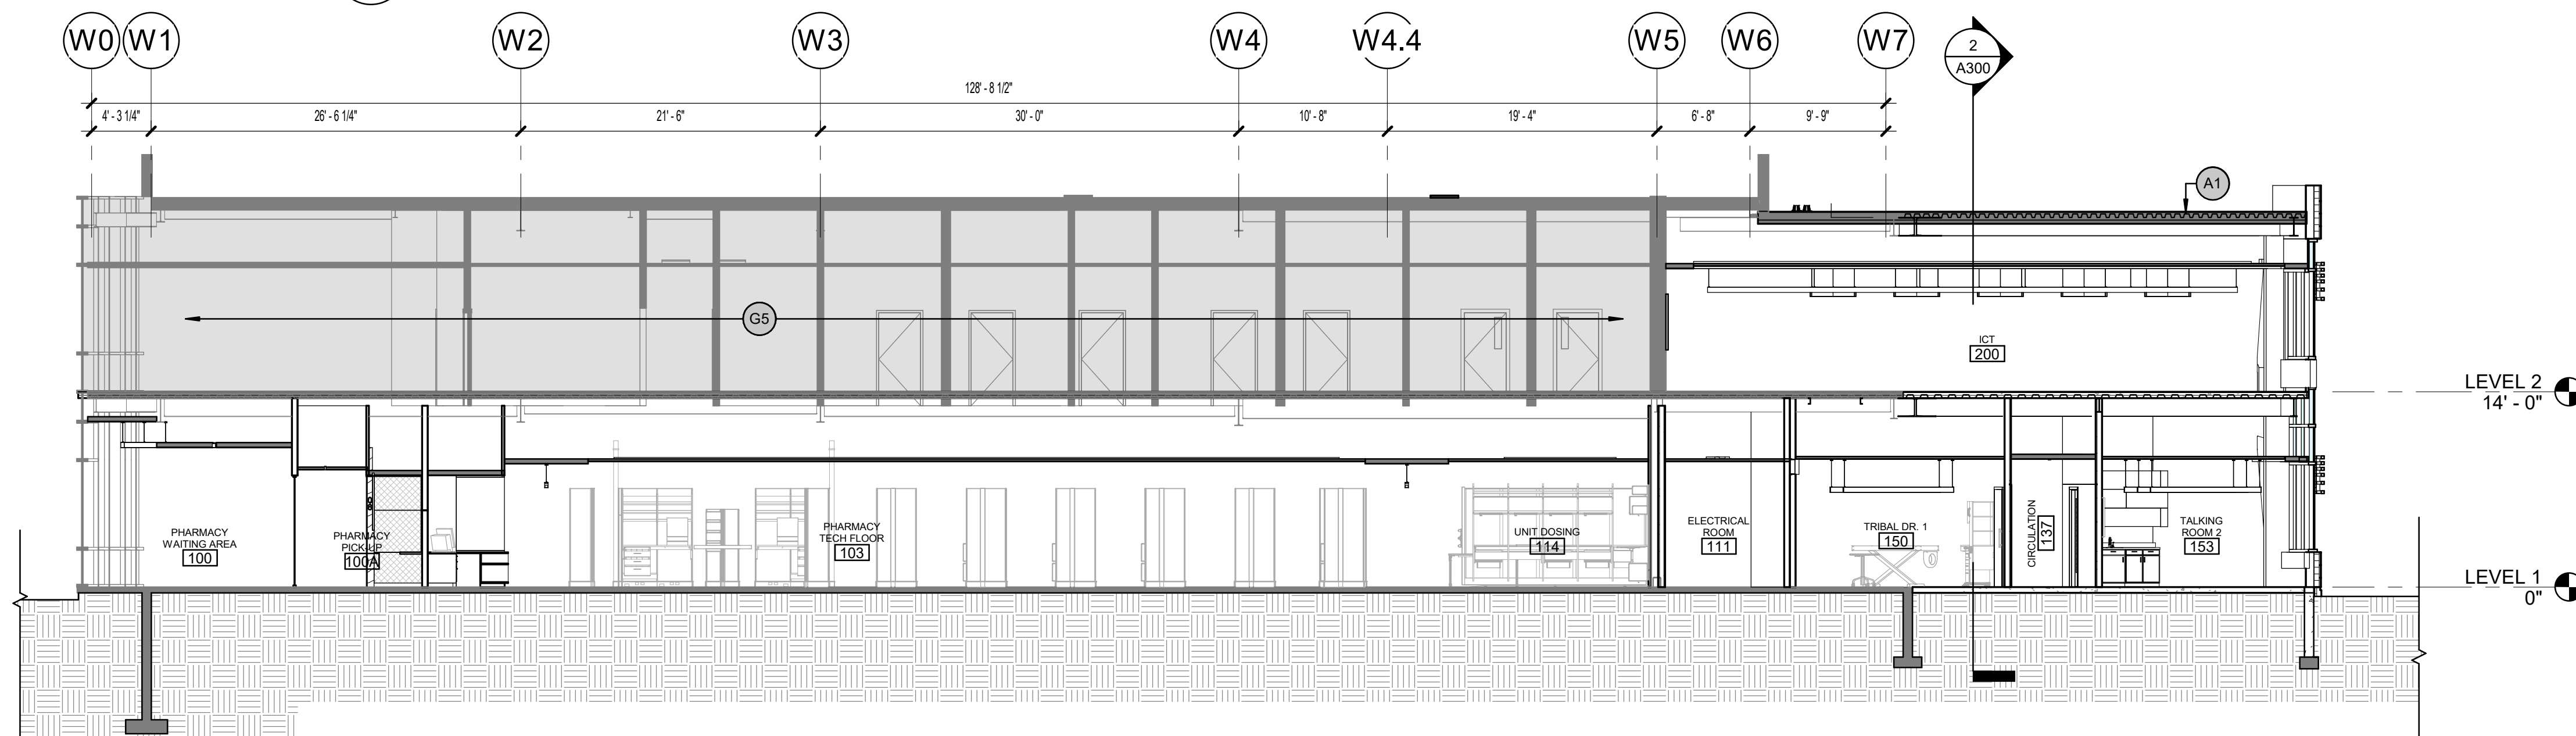 W0 W1 W2 W3 W4 W4.4 W5 W6 W7
2
A300
128' - 8 1/2"
4' - 3 1/4" 26' - 6 1/4" 21' - 6" 30' - 0" 10' - 8" 19' - 4" 6' - 8" 9' - 9"
A1
G5
ICT
200
LEVEL 2
14' - 0"
PHARMACY
WAITING AREA
100
PHARMACY
PICK-UP
100A
PHARMACY
TECH FLOOR
103
UNIT DOSING
114
ELECTRICAL
ROOM
111
TRIBAL DR. 1
150
CIRCULATION
137
TALKING
ROOM 2
153
LEVEL 1
0"